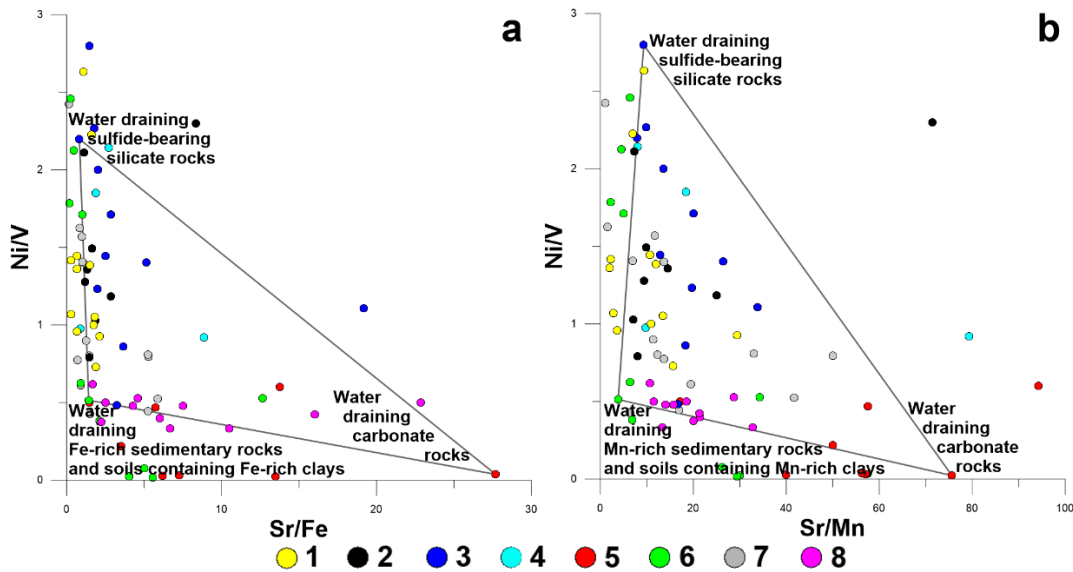 a
3
2
1
0
Ni/V
Water draining
sulfide-bearing
silicate rocks
Water
draining
carbonate
rocks
Water
draining
Fe-rich sedimentary rocks
and soils containing Fe-rich clays
0
10
20
30
Sr/Fe
b
3
2
1
0
Ni/V
Water draining
sulfide-bearing
silicate rocks
Water
draining
carbonate
rocks
Water
draining
Mn-rich sedimentary rocks
and soils containing Mn-rich clays
0
20
40
60
80
100
Sr/Mn
1 2 3 4 5 6 7 8